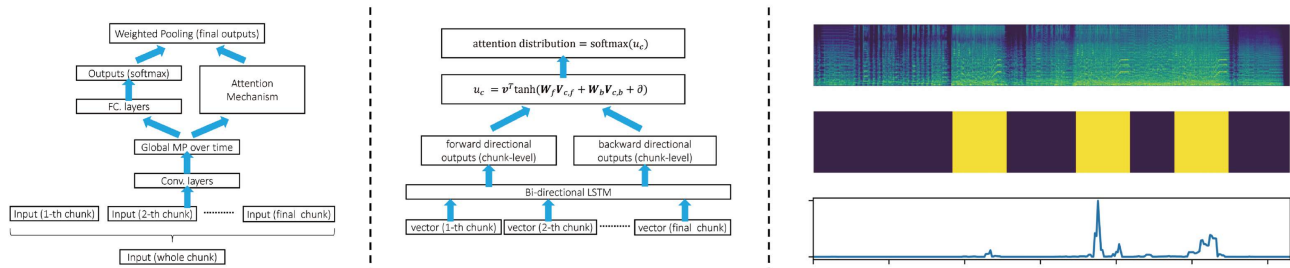 Weighted Pooling (final outputs)
Outputs (softmax)
Attention
Mechanism
FC. layers
Global MP over time
Conv. layers
Input (1-th chunk)
Input (2-th chunk)
Input (final chunk)
Input (whole chunk)
attention distribution = softmax(u_c)
u_c = v^T tanh(W_f V_{c,f} + W_b V_{c,b} + ∂)
forward directional
outputs (chunk-level)
backward directional
outputs (chunk-level)
Bi-directional LSTM
vector (1-th chunk)
vector (2-th chunk)
vector (final chunk)